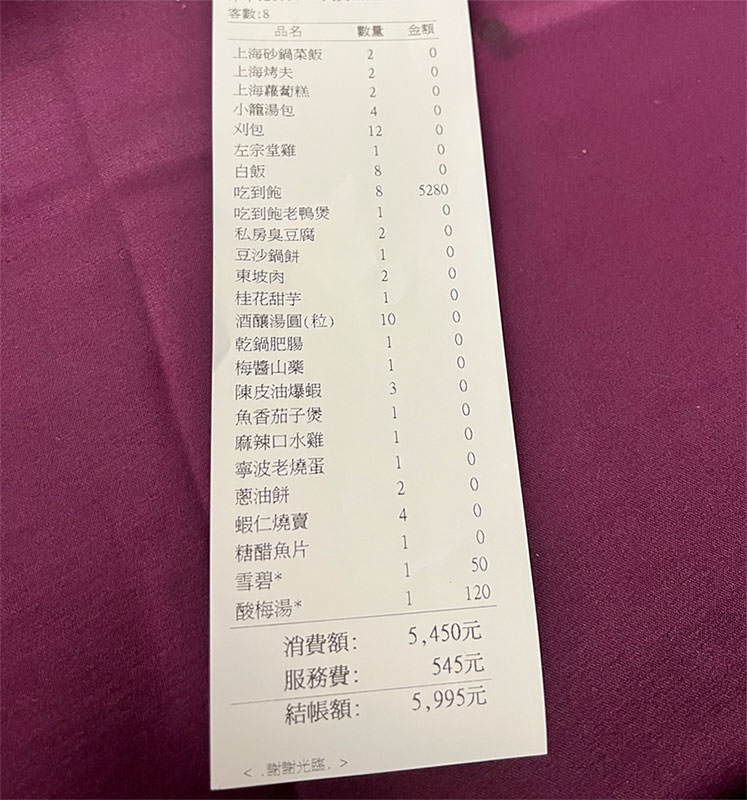 客數:8
品名 數量 金額
上海砂鍋菜飯 2 0
上海烤夫 2 0
上海蘿蔔糕 2 0
小籠湯包 4 0
刈包 12 0
左宗堂雞 1 0
白飯 8 0
吃到飽 8 5280
吃到飽老鴨煲 1 0
私房臭豆腐 2 0
豆沙鍋餅 1 0
東坡肉 2 0
桂花甜芋 1 0
酒釀湯圓(粒) 10 0
乾鍋肥腸 1 0
梅醬山藥 1 0
陳皮油爆蝦 3 0
魚香茄子煲 1 0
麻辣口水雞 1 0
寧波老燒蛋 1 0
蔥油餅 2 0
蝦仁燒賣 4 0
糖醋魚片 1 0
雪碧* 1 50
酸梅湯* 1 120
消費額: 5,450元
服務費: 545元
結帳額: 5,995元
< .謝謝光臨. >